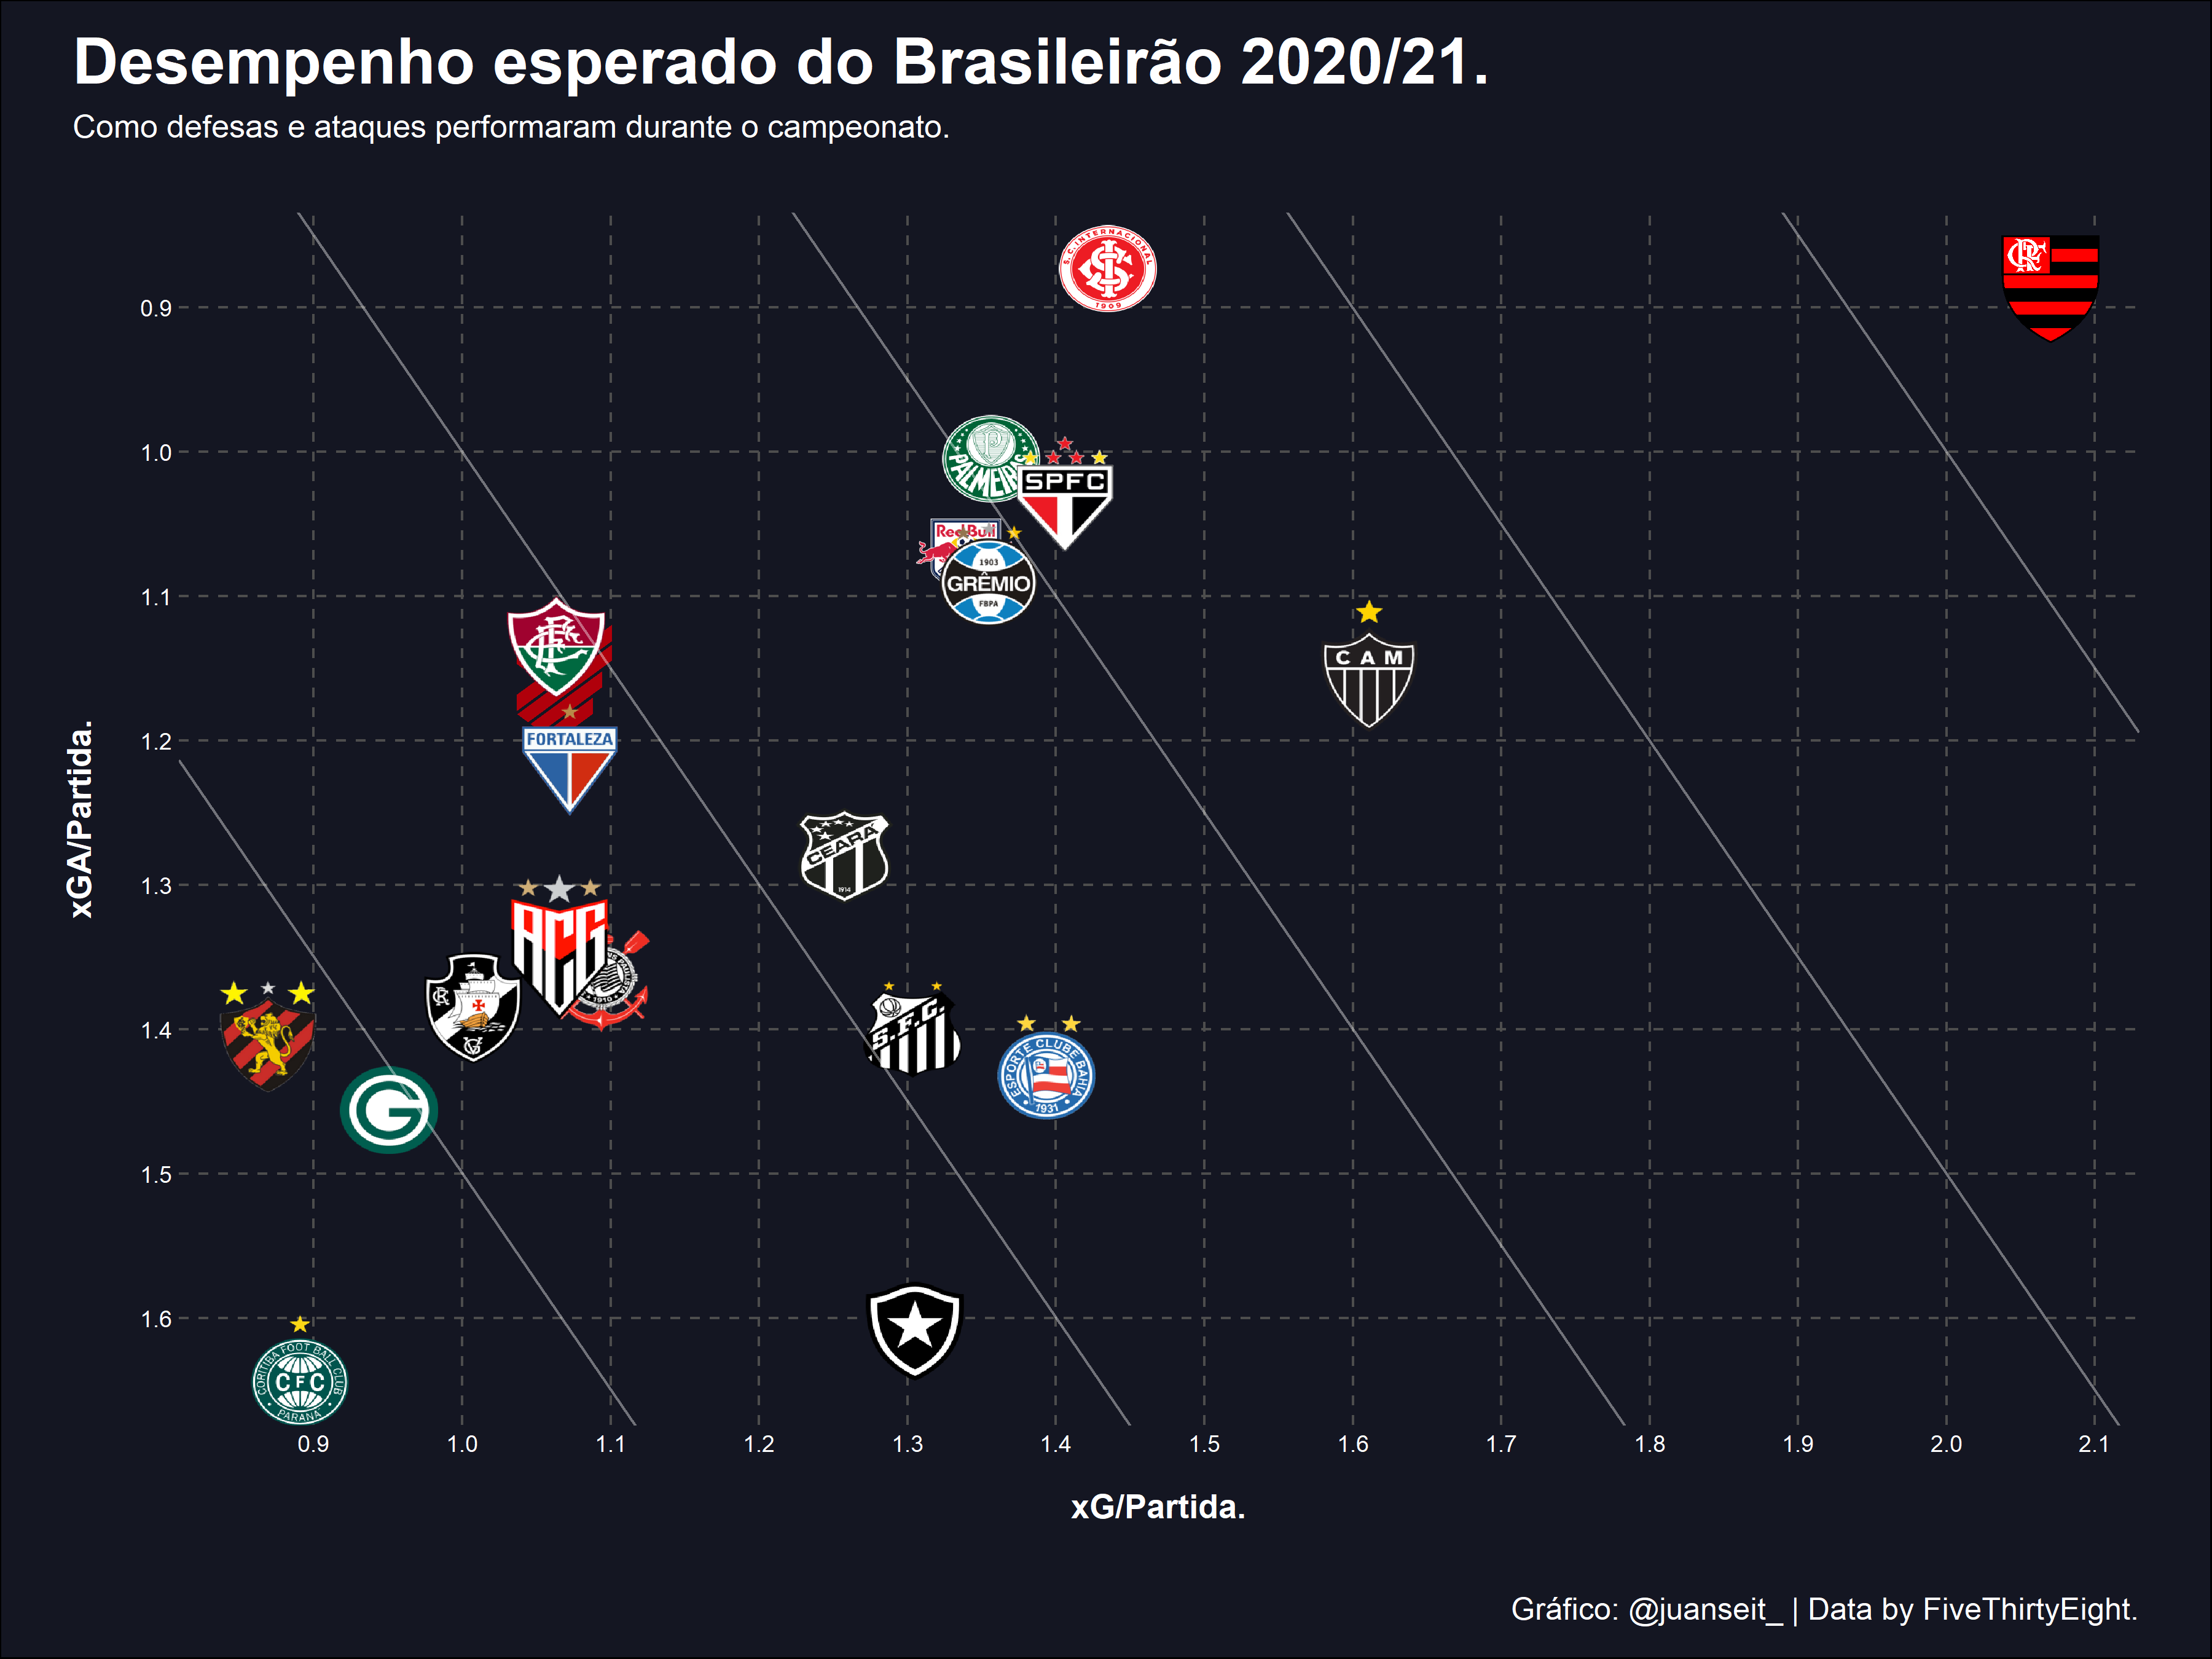 Desempenho esperado do Brasileirão 2020/21.
Como defesas e ataques performaram durante o campeonato.
S.C. INTERNACIONAL
1909
0.9
1.0
PALMEIRAS
SPFC
Red Bull
1903
GRÊMIO
FBPA
1.1
CAM
1.2
FORTALEZA
CEARÁ
1914
xGA/Partida.
1.3
ACG
1910
1.4
S.F.C.
ESPORTE CLUBE BAHIA
1931
G
1.5
1.6
CORITIBA FOOT BALL CLUB
CFC
PARANÁ
0.9 1.0 1.1 1.2 1.3 1.4 1.5 1.6 1.7 1.8 1.9 2.0 2.1
xG/Partida.
Gráfico: @juanseit_ | Data by FiveThirtyEight.